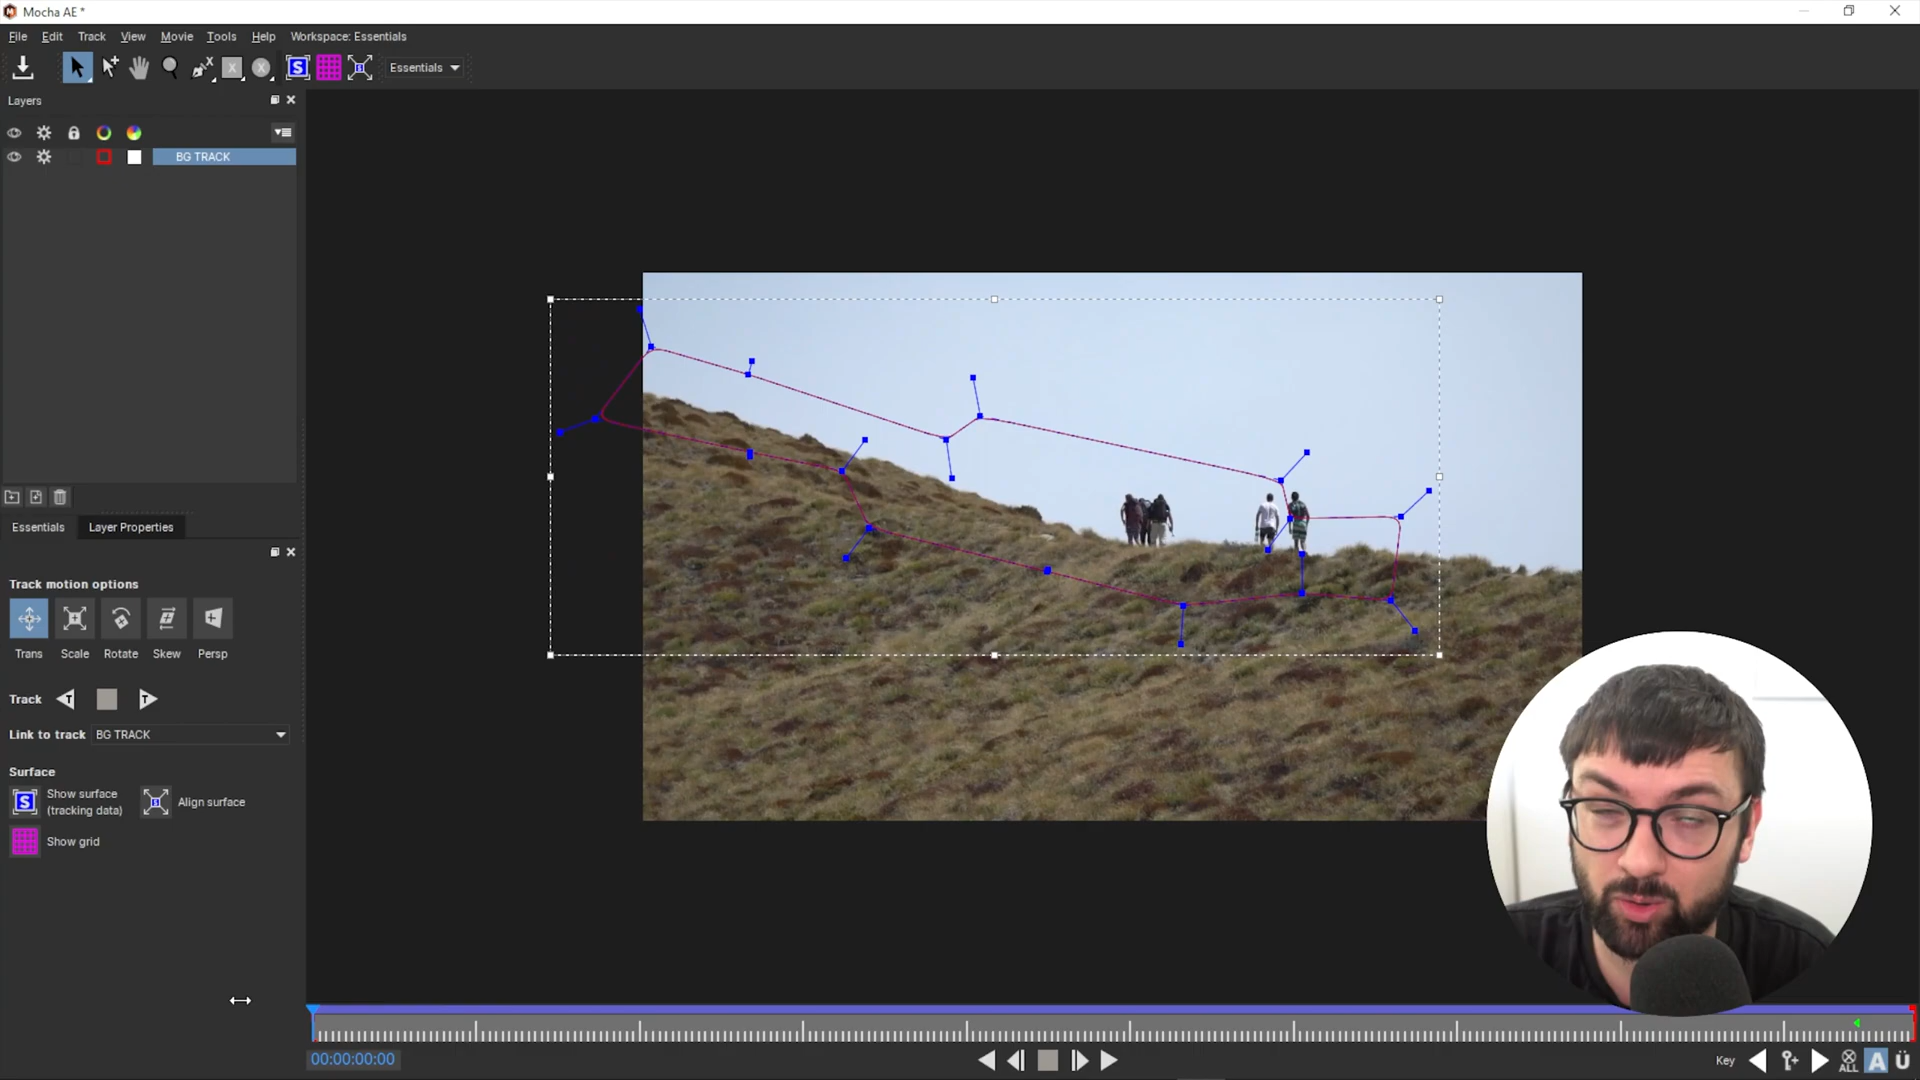 Mocha AE *
File Edit Track View Movie Tools Help Workspace: Essentials
Essentials
Layers
BG TRACK
Essentials Layer Properties
Track motion options
Trans Scale Rotate Skew Persp
Track
Link to track BG TRACK
Surface
Show surface
(tracking data)
Align surface
Show grid
00:00:00:00
Key
ALL